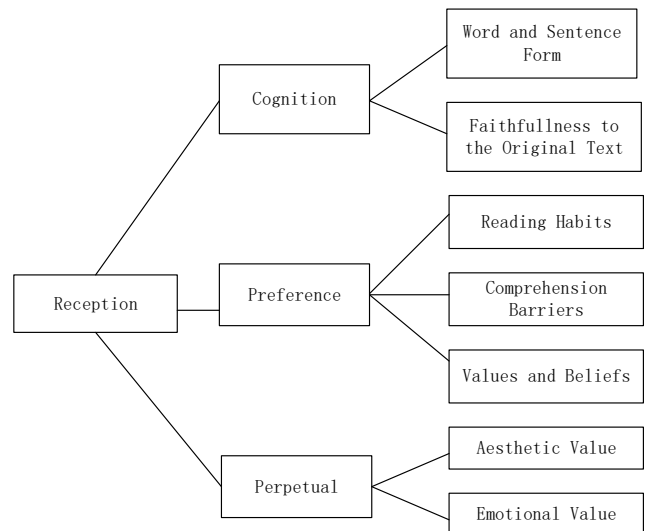 Reception
Cognition
Word and Sentence
Form
Faithfullness to
the Original Text
Preference
Reading Habits
Comprehension
Barriers
Values and Beliefs
Perpetual
Aesthetic Value
Emotional Value